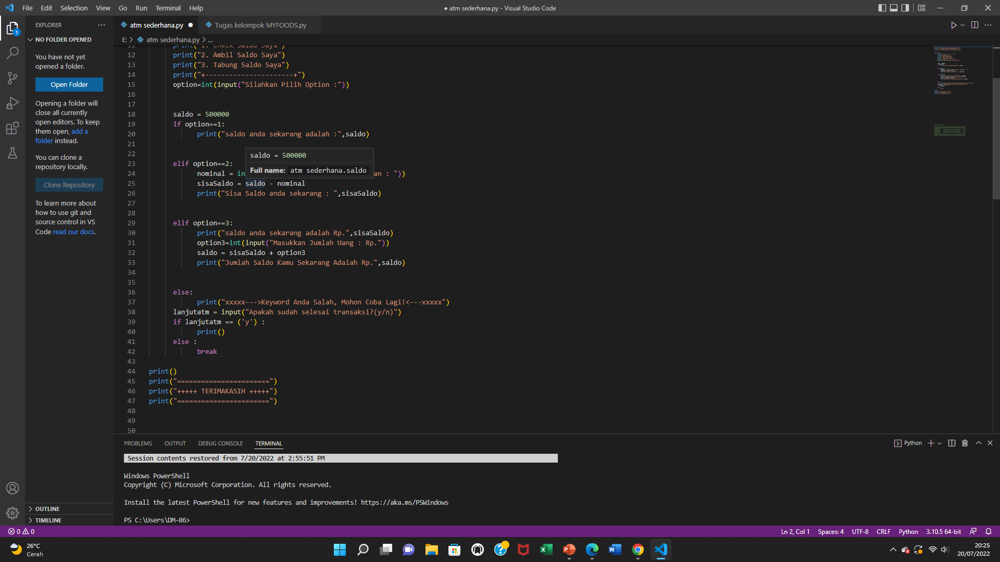 File Edit Selection View Go Run Terminal Help
● atm sederhana.py - Visual Studio Code
EXPLORER
atm sederhana.py
Tugas kelompok MYFOODS.py
NO FOLDER OPENED
E: > atm sederhana.py > ...
1
You have not yet
opened a folder.
Open Folder
Opening a folder will
close all currently
open editors. To keep
them open, add a
folder instead.
You can clone a
repository locally.
Clone Repository
To learn more about
how to use git and
source control in VS
Code read our docs.
OUTLINE
TIMELINE
11 print("1. Check Saldo Saya")
12 print("2. Ambil Saldo Saya")
13 print("3. Tabung Saldo Saya")
14 print("+----------------------+")
15 option=int(input("Silahkan Pilih Option :"))
16
17
18 saldo = 500000
19 if option==1:
20 print("saldo anda sekarang adalah :",saldo)
21
22
saldo = 500000
Full name: atm sederhana.saldo
23 elif option==2:
24 nominal = in an : "))
25 sisaSaldo = saldo - nominal
26 print("Sisa Saldo anda sekarang : ",sisaSaldo)
27
28
29 elif option==3:
30 print("saldo anda sekarang adalah Rp.",sisaSaldo)
31 option3=int(input("Masukkan Jumlah Uang : Rp."))
32 saldo = sisaSaldo + option3
33 print("Jumlah Saldo Kamu Sekarang Adalah Rp.",saldo)
34
35
36 else:
37 print("xxxxx--->Keyword Anda Salah, Mohon Coba Lagi!<---xxxxx")
38 lanjutatm = input("Apakah sudah selesai transaksi?(y/n)")
39 if lanjutatm == ('y') :
40 print()
41 else :
42 break
43
44 print()
45 print("=======================")
46 print("+++++ TERIMAKASIH +++++")
47 print("=======================")
48
49
50
PROBLEMS OUTPUT DEBUG CONSOLE TERMINAL
Python
Session contents restored from 7/20/2022 at 2:55:51 PM
Windows PowerShell
Copyright (C) Microsoft Corporation. All rights reserved.
Install the latest PowerShell for new features and improvements! https://aka.ms/PSWindows
PS C:\Users\DM-06>
0 0
Ln 2, Col 1 Spaces: 4 UTF-8 CRLF Python 3.10.5 64-bit
26°C
Cerah
20:25
20/07/2022